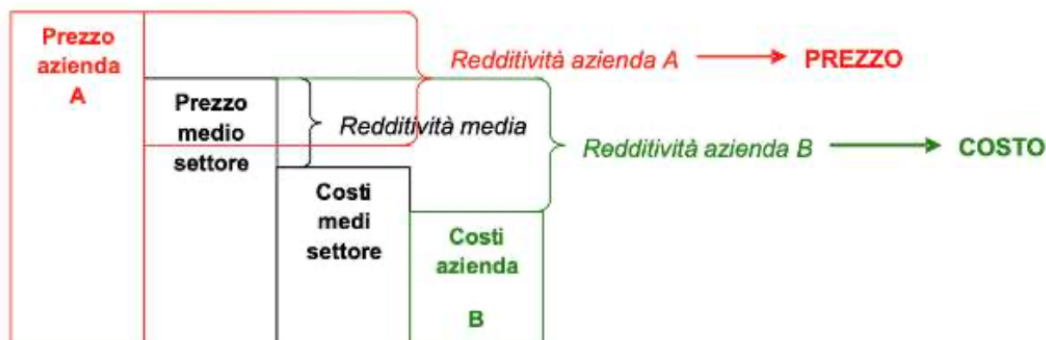 Prezzo
azienda
A
Redditività azienda A
PREZZO
Prezzo
medio
settore
Redditività media
Redditività azienda B
COSTO
Costi
medi
settore
Costi
azienda
B